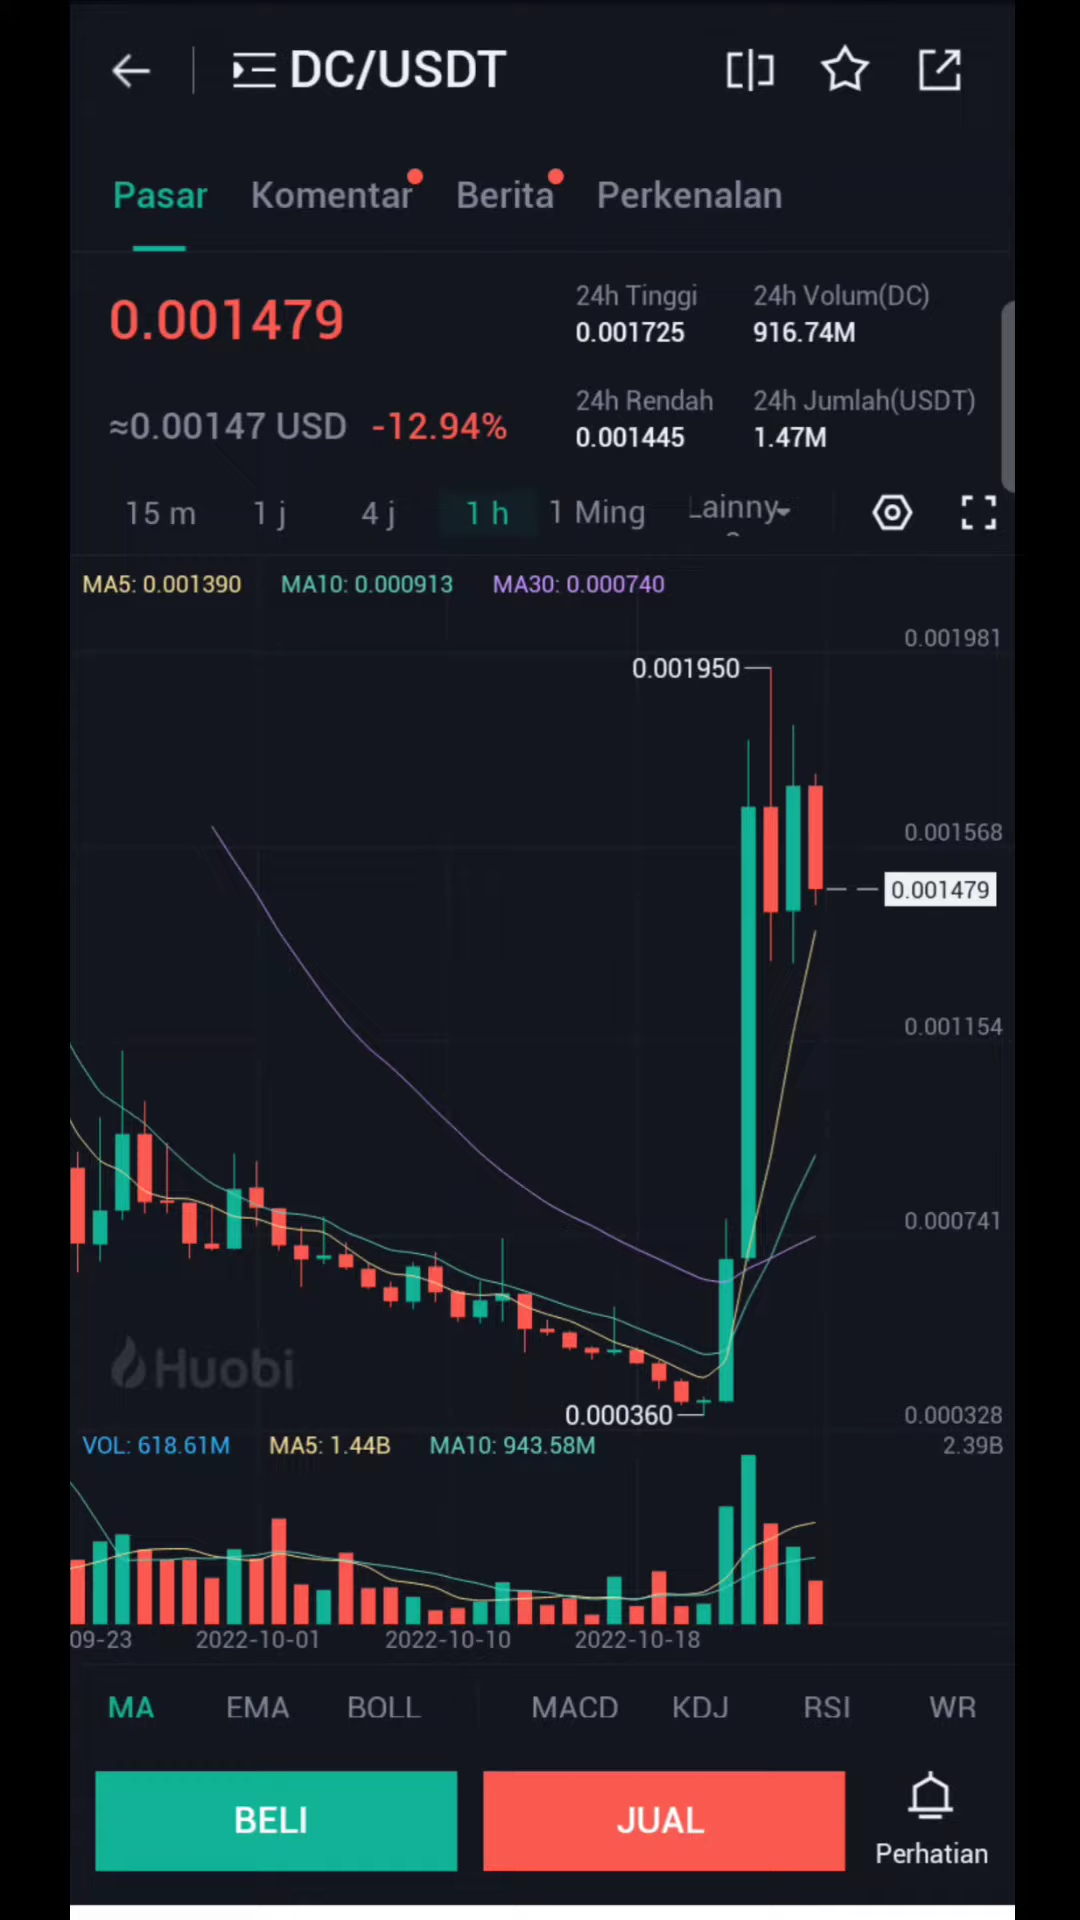 DC/USDT
Pasar Komentar Berita Perkenalan
0.001479
24h Tinggi 24h Volum(DC)
0.001725 916.74M
≈0.00147 USD -12.94%
24h Rendah 24h Jumlah(USDT)
0.001445 1.47M
15 m 1 j 4 j 1 h 1 Ming Lainny
MA5: 0.001390 MA10: 0.000913 MA30: 0.000740
0.001981
0.001950
0.001568
0.001479
0.001154
0.000741
Huobi
0.000360
0.000328
VOL: 618.61M MA5: 1.44B MA10: 943.58M
2.39B
09-23 2022-10-01 2022-10-10 2022-10-18
MA EMA BOLL MACD KDJ RSI WR
BELI JUAL
Perhatian